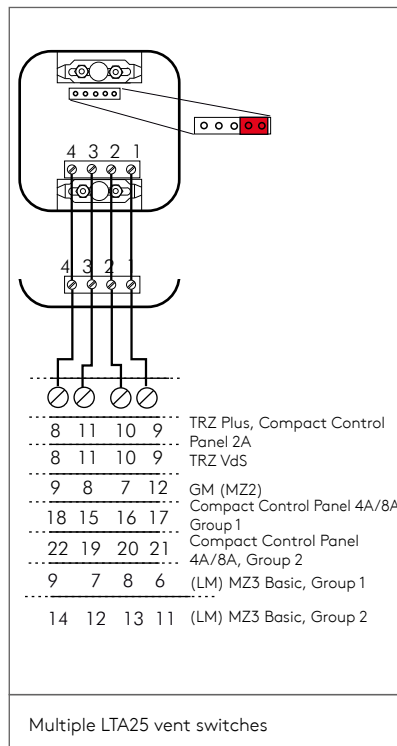 4 3 2 1
4 3 2 1
8 11 10 9 TRZ Plus, Compact Control
Panel 2A
8 11 10 9 TRZ VdS
9 8 7 12 GM (MZ2)
18 15 16 17 Compact Control Panel 4A/8A
Group 1
22 19 20 21 Compact Control Panel
4A/8A, Group 2
9 7 8 6 (LM) MZ3 Basic, Group 1
14 12 13 11 (LM) MZ3 Basic, Group 2
Multiple LTA25 vent switches